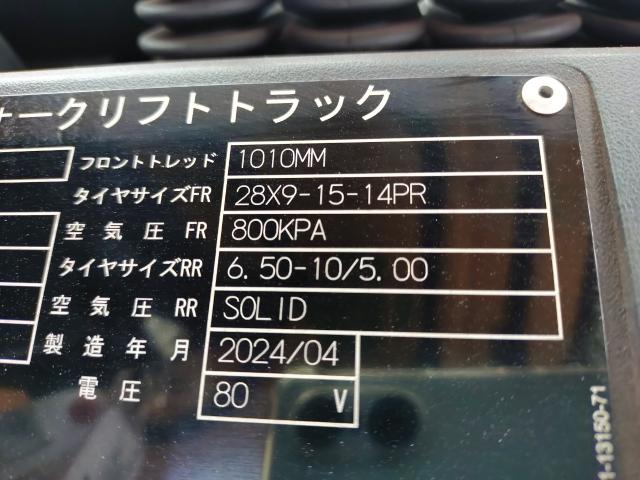 ォークリフトトラック
フロントトレッド 1010MM
タイヤサイズFR 28X9-15-14PR
空気圧 FR 800KPA
タイヤサイズRR 6.50-10/5.00
空気圧 RR SOLID
製造年月 2024/04
電圧 80 V
1-13150-71